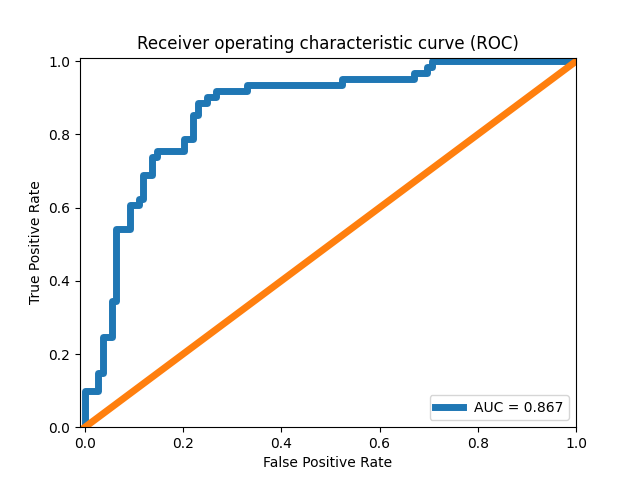 Receiver operating characteristic curve (ROC)
True Positive Rate
1.0
0.8
0.6
0.4
0.2
0.0
0.0 0.2 0.4 0.6 0.8 1.0
False Positive Rate
AUC = 0.867